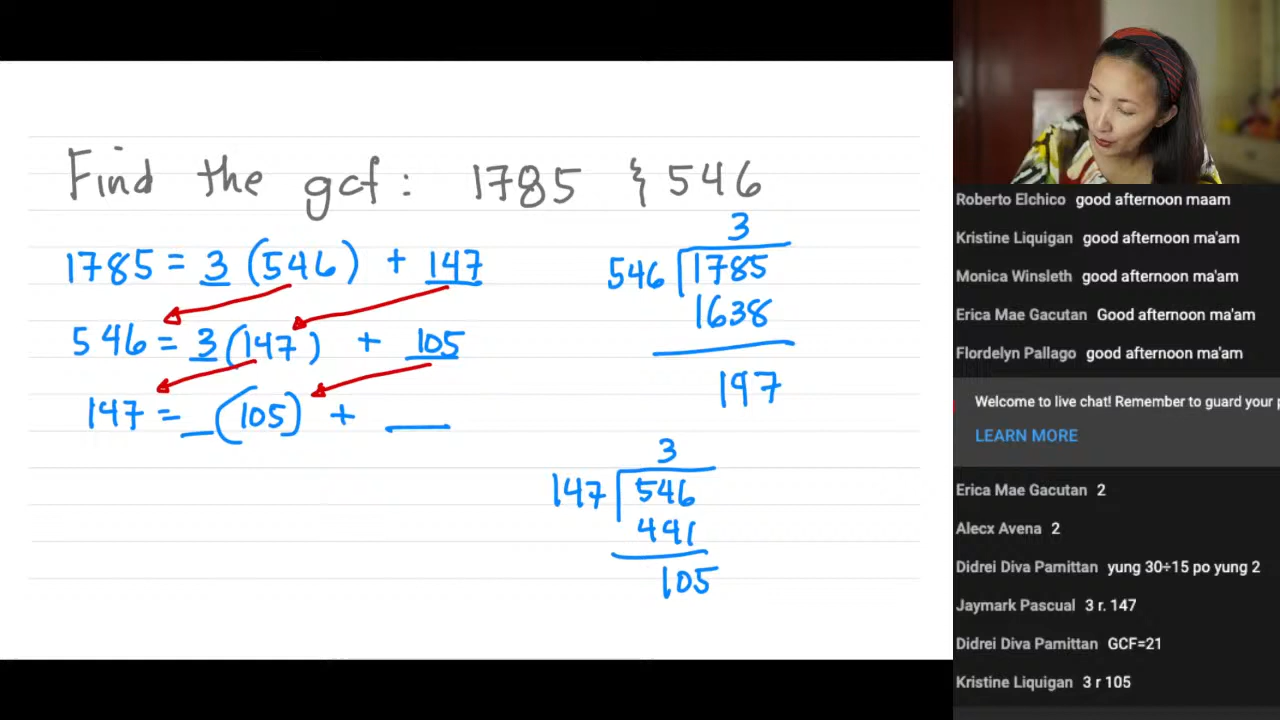 Find the gcf: 1785 & 546
1785 = 3 (546) + 147
546 = 3 (147) + 105
147 = _ (105) + __
3
546 1785
1638
197
3
147 546
441
105
Roberto Elchico good afternoon maam
Kristine Liquigan good afternoon ma'am
Monica Winsleth good afternoon ma'am
Erica Mae Gacutan Good afternoon ma'am
Flordelyn Pallago good afternoon ma'am
Welcome to live chat! Remember to guard your p
LEARN MORE
Erica Mae Gacutan 2
Alecx Avena 2
Didrei Diva Pamittan yung 30÷15 po yung 2
Jaymark Pascual 3 r. 147
Didrei Diva Pamittan GCF=21
Kristine Liquigan 3 r 105